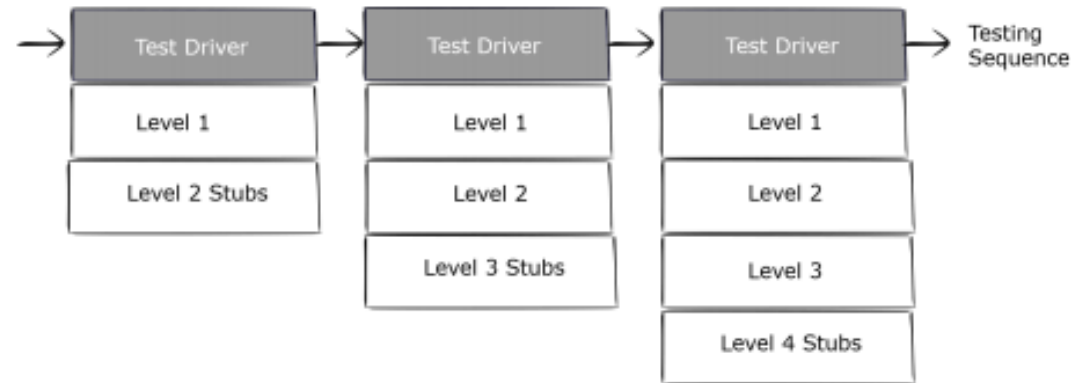 Test Driver
Test Driver
Test Driver
Testing
Sequence
Level 1
Level 1
Level 1
Level 2 Stubs
Level 2
Level 2
Level 3 Stubs
Level 3
Level 4 Stubs